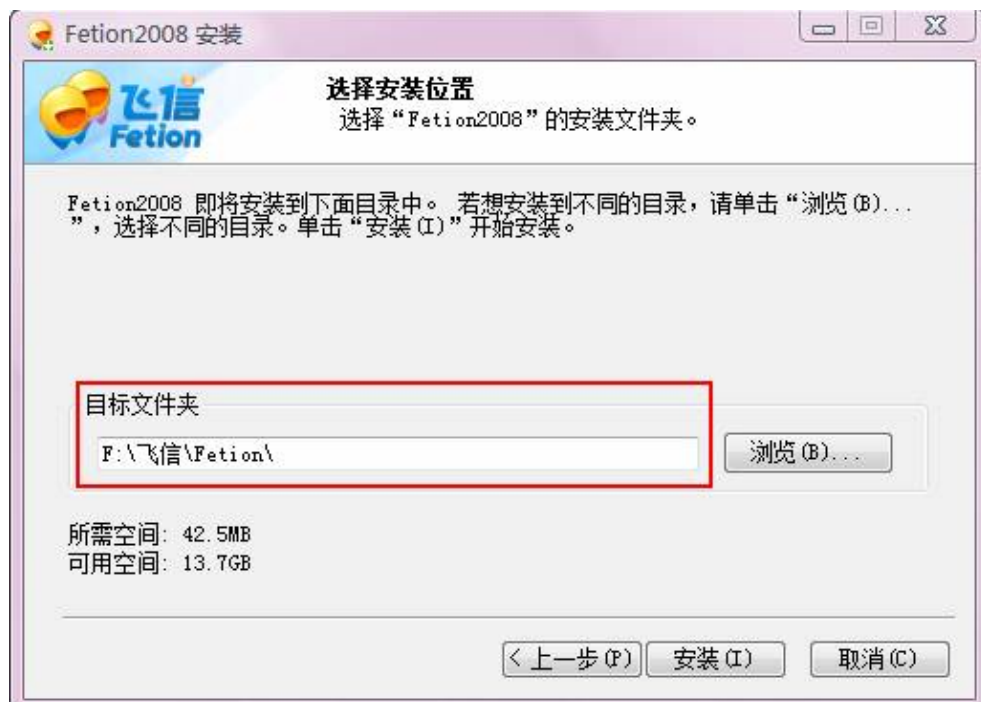 Fetion2008 安装
飞信
Fetion
选择安装位置
选择“Fetion2008”的安装文件夹。
Fetion2008 即将安装到下面目录中。 若想安装到不同的目录，请单击“浏览(B)...
”，选择不同的目录。单击“安装(I)”开始安装。
目标文件夹
F:\飞信\Fetion\
浏览(B)...
所需空间: 42.5MB
可用空间: 13.7GB
< 上一步(P)
安装(I)
取消(C)